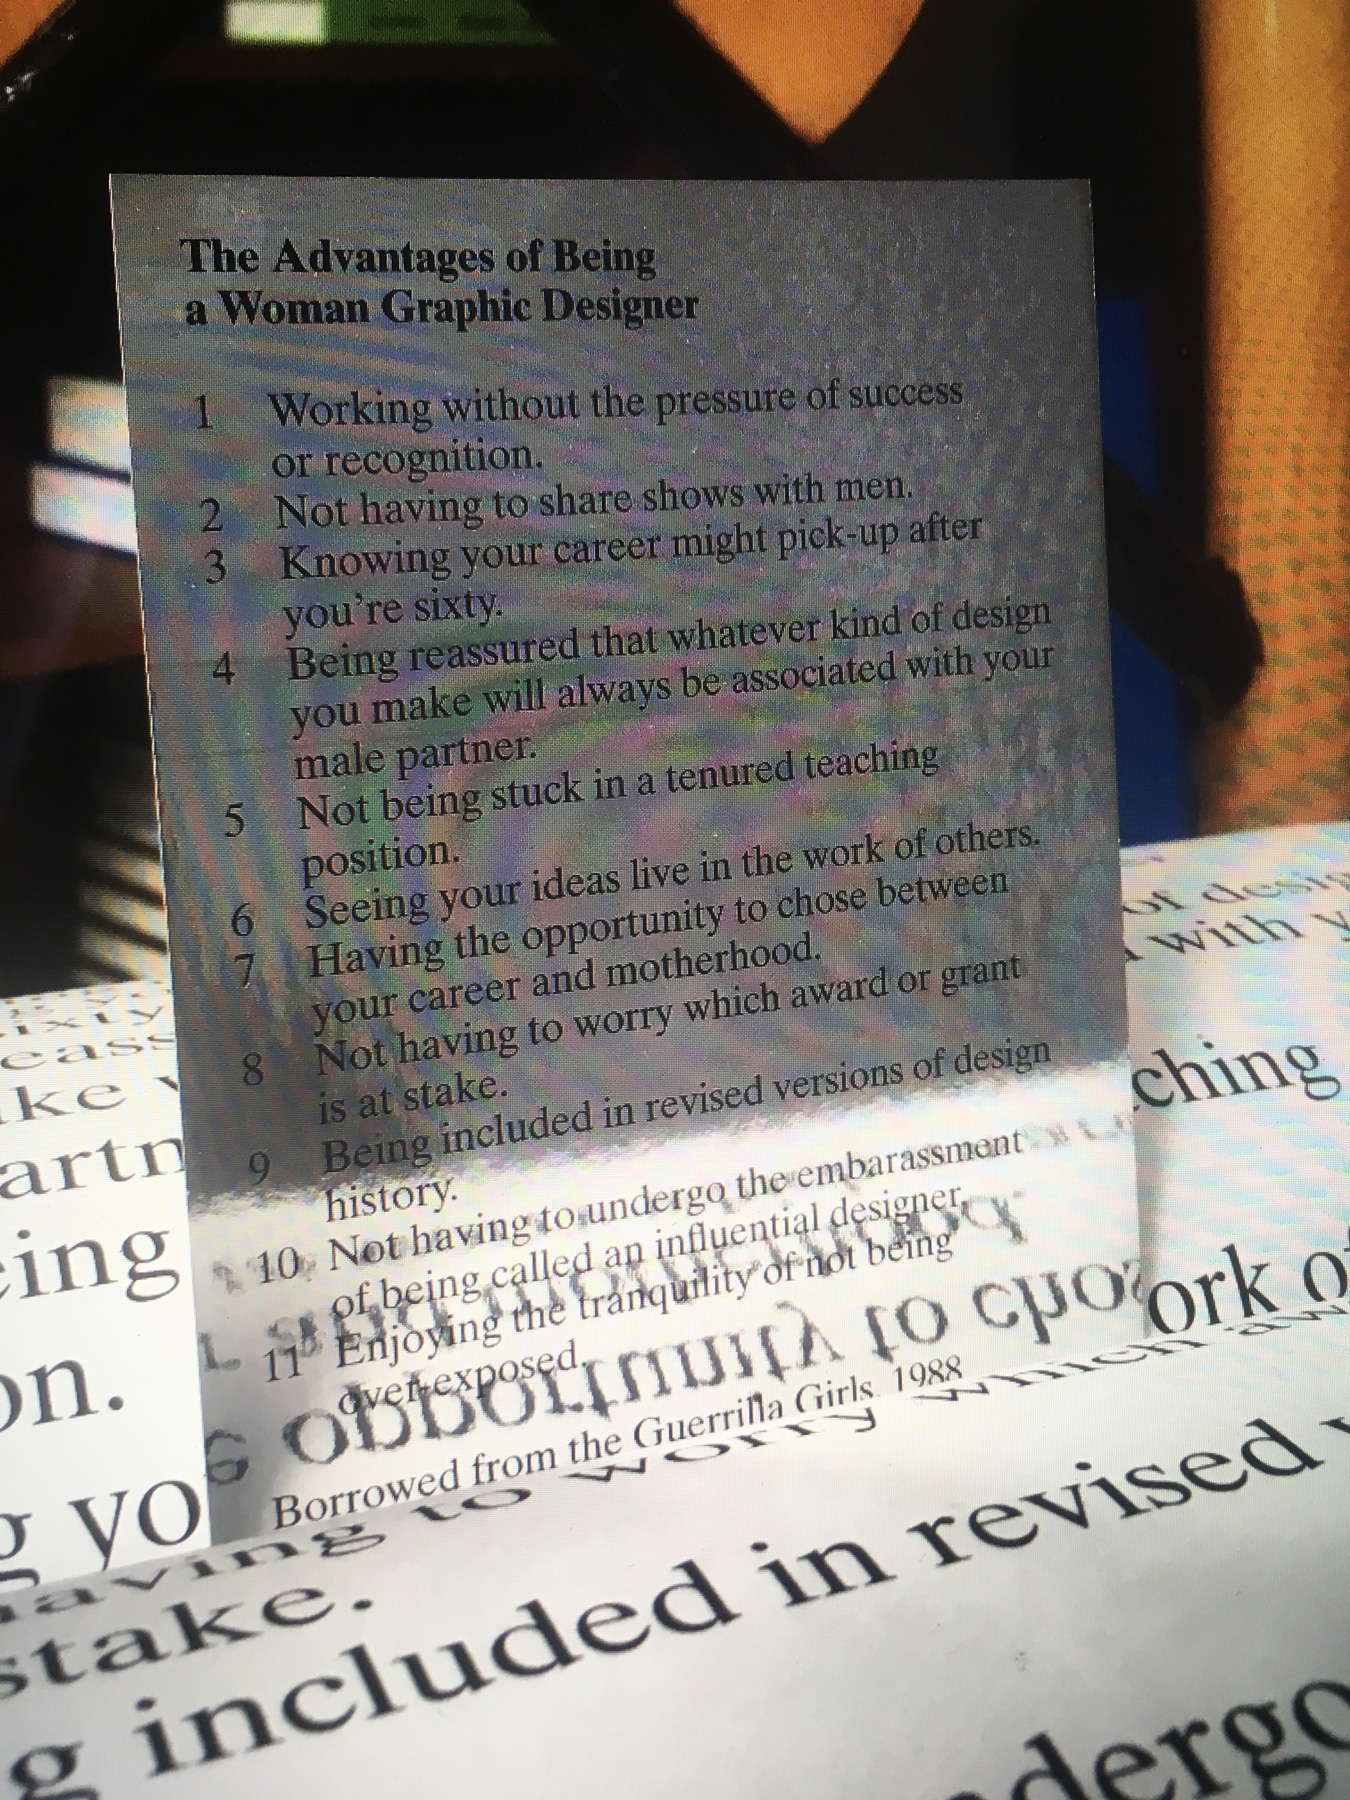 The Advantages of Being
a Woman Graphic Designer
1 Working without the pressure of success
or recognition.
2 Not having to share shows with men.
3 Knowing your career might pick-up after
you're sixty.
4 Being reassured that whatever kind of design
you make will always be associated with your
male partner.
5 Not being stuck in a tenured teaching
position.
6 Seeing your ideas live in the work of others.
7 Having the opportunity to chose between
your career and motherhood.
8 Not having to worry which award or grant
is at stake.
9 Being included in revised versions of design
history.
10 Not having to undergo the embarassment
of being called an influential designer.
11 Enjoying the tranquility of not being
over-exposed.
Borrowed from the Guerrilla Girls 1988
of desig
with y
ixty
eass
ke
artn
ching
eing
ork o
on.
g yo
aving to worry which aw
stake.
g included in revised v
dergo